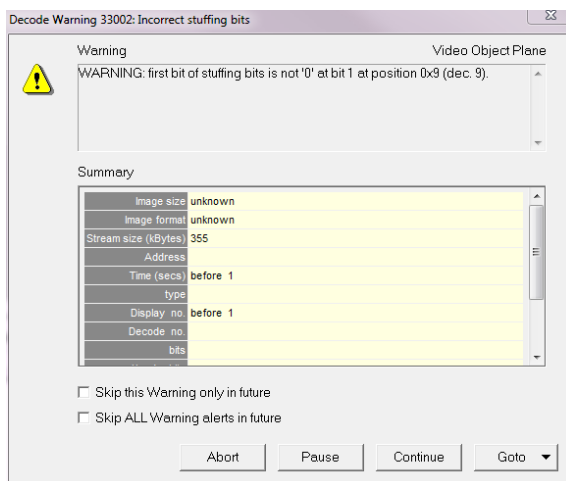 Decode Warning 33002: Incorrect stuffing bits
Warning Video Object Plane
WARNING: first bit of stuffing bits is not '0' at bit 1 at position 0x9 (dec. 9).
Summary
Image size unknown
Image format unknown
Stream size (kBytes) 355
Address
Time (secs) before 1
type
Display no. before 1
Decode no.
bits
Skip this Warning only in future
Skip ALL Warning alerts in future
Abort Pause Continue Goto